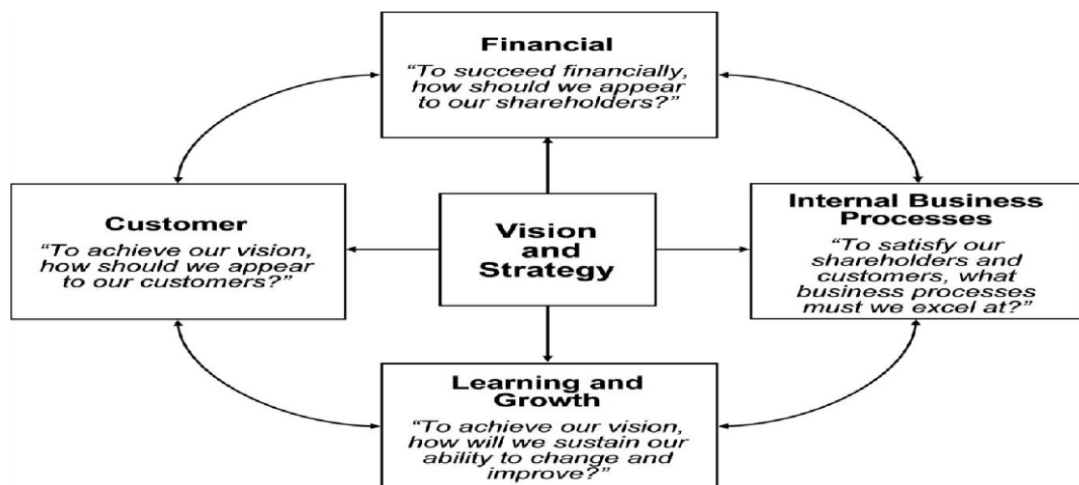 Financial
“To succeed financially,
how should we appear
to our shareholders?”
Customer
“To achieve our vision,
how should we appear
to our customers?”
Vision
and
Strategy
Internal Business
Processes
“To satisfy our
shareholders and
customers, what
business processes
must we excel at?”
Learning and
Growth
“To achieve our vision,
how will we sustain our
ability to change and
improve?”